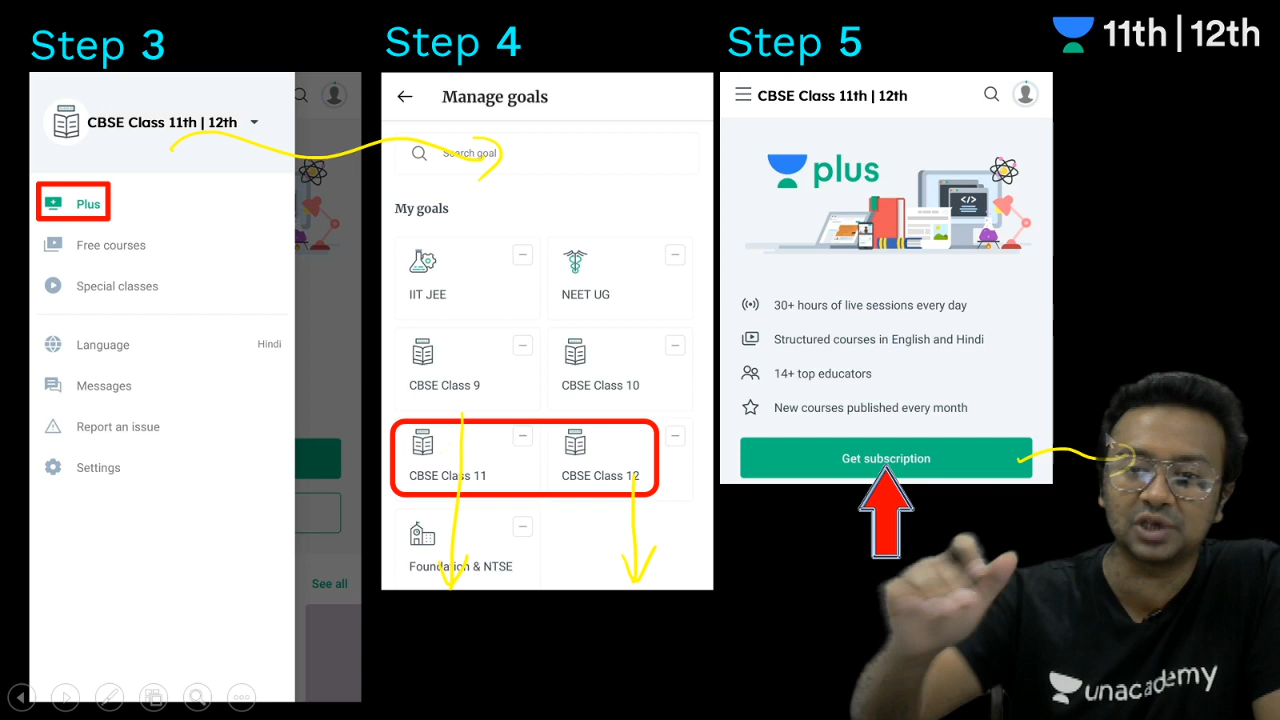 Step 3
Step 4
Step 5
11th | 12th
CBSE Class 11th | 12th
Plus
Free courses
Special classes
Language
Hindi
Messages
Report an issue
Settings
See all
Manage goals
Search goal
My goals
IIT JEE
NEET UG
CBSE Class 9
CBSE Class 10
CBSE Class 11
CBSE Class 12
Foundation & NTSE
CBSE Class 11th | 12th
plus
</>
30+ hours of live sessions every day
Structured courses in English and Hindi
14+ top educators
New courses published every month
Get subscription
unacademy